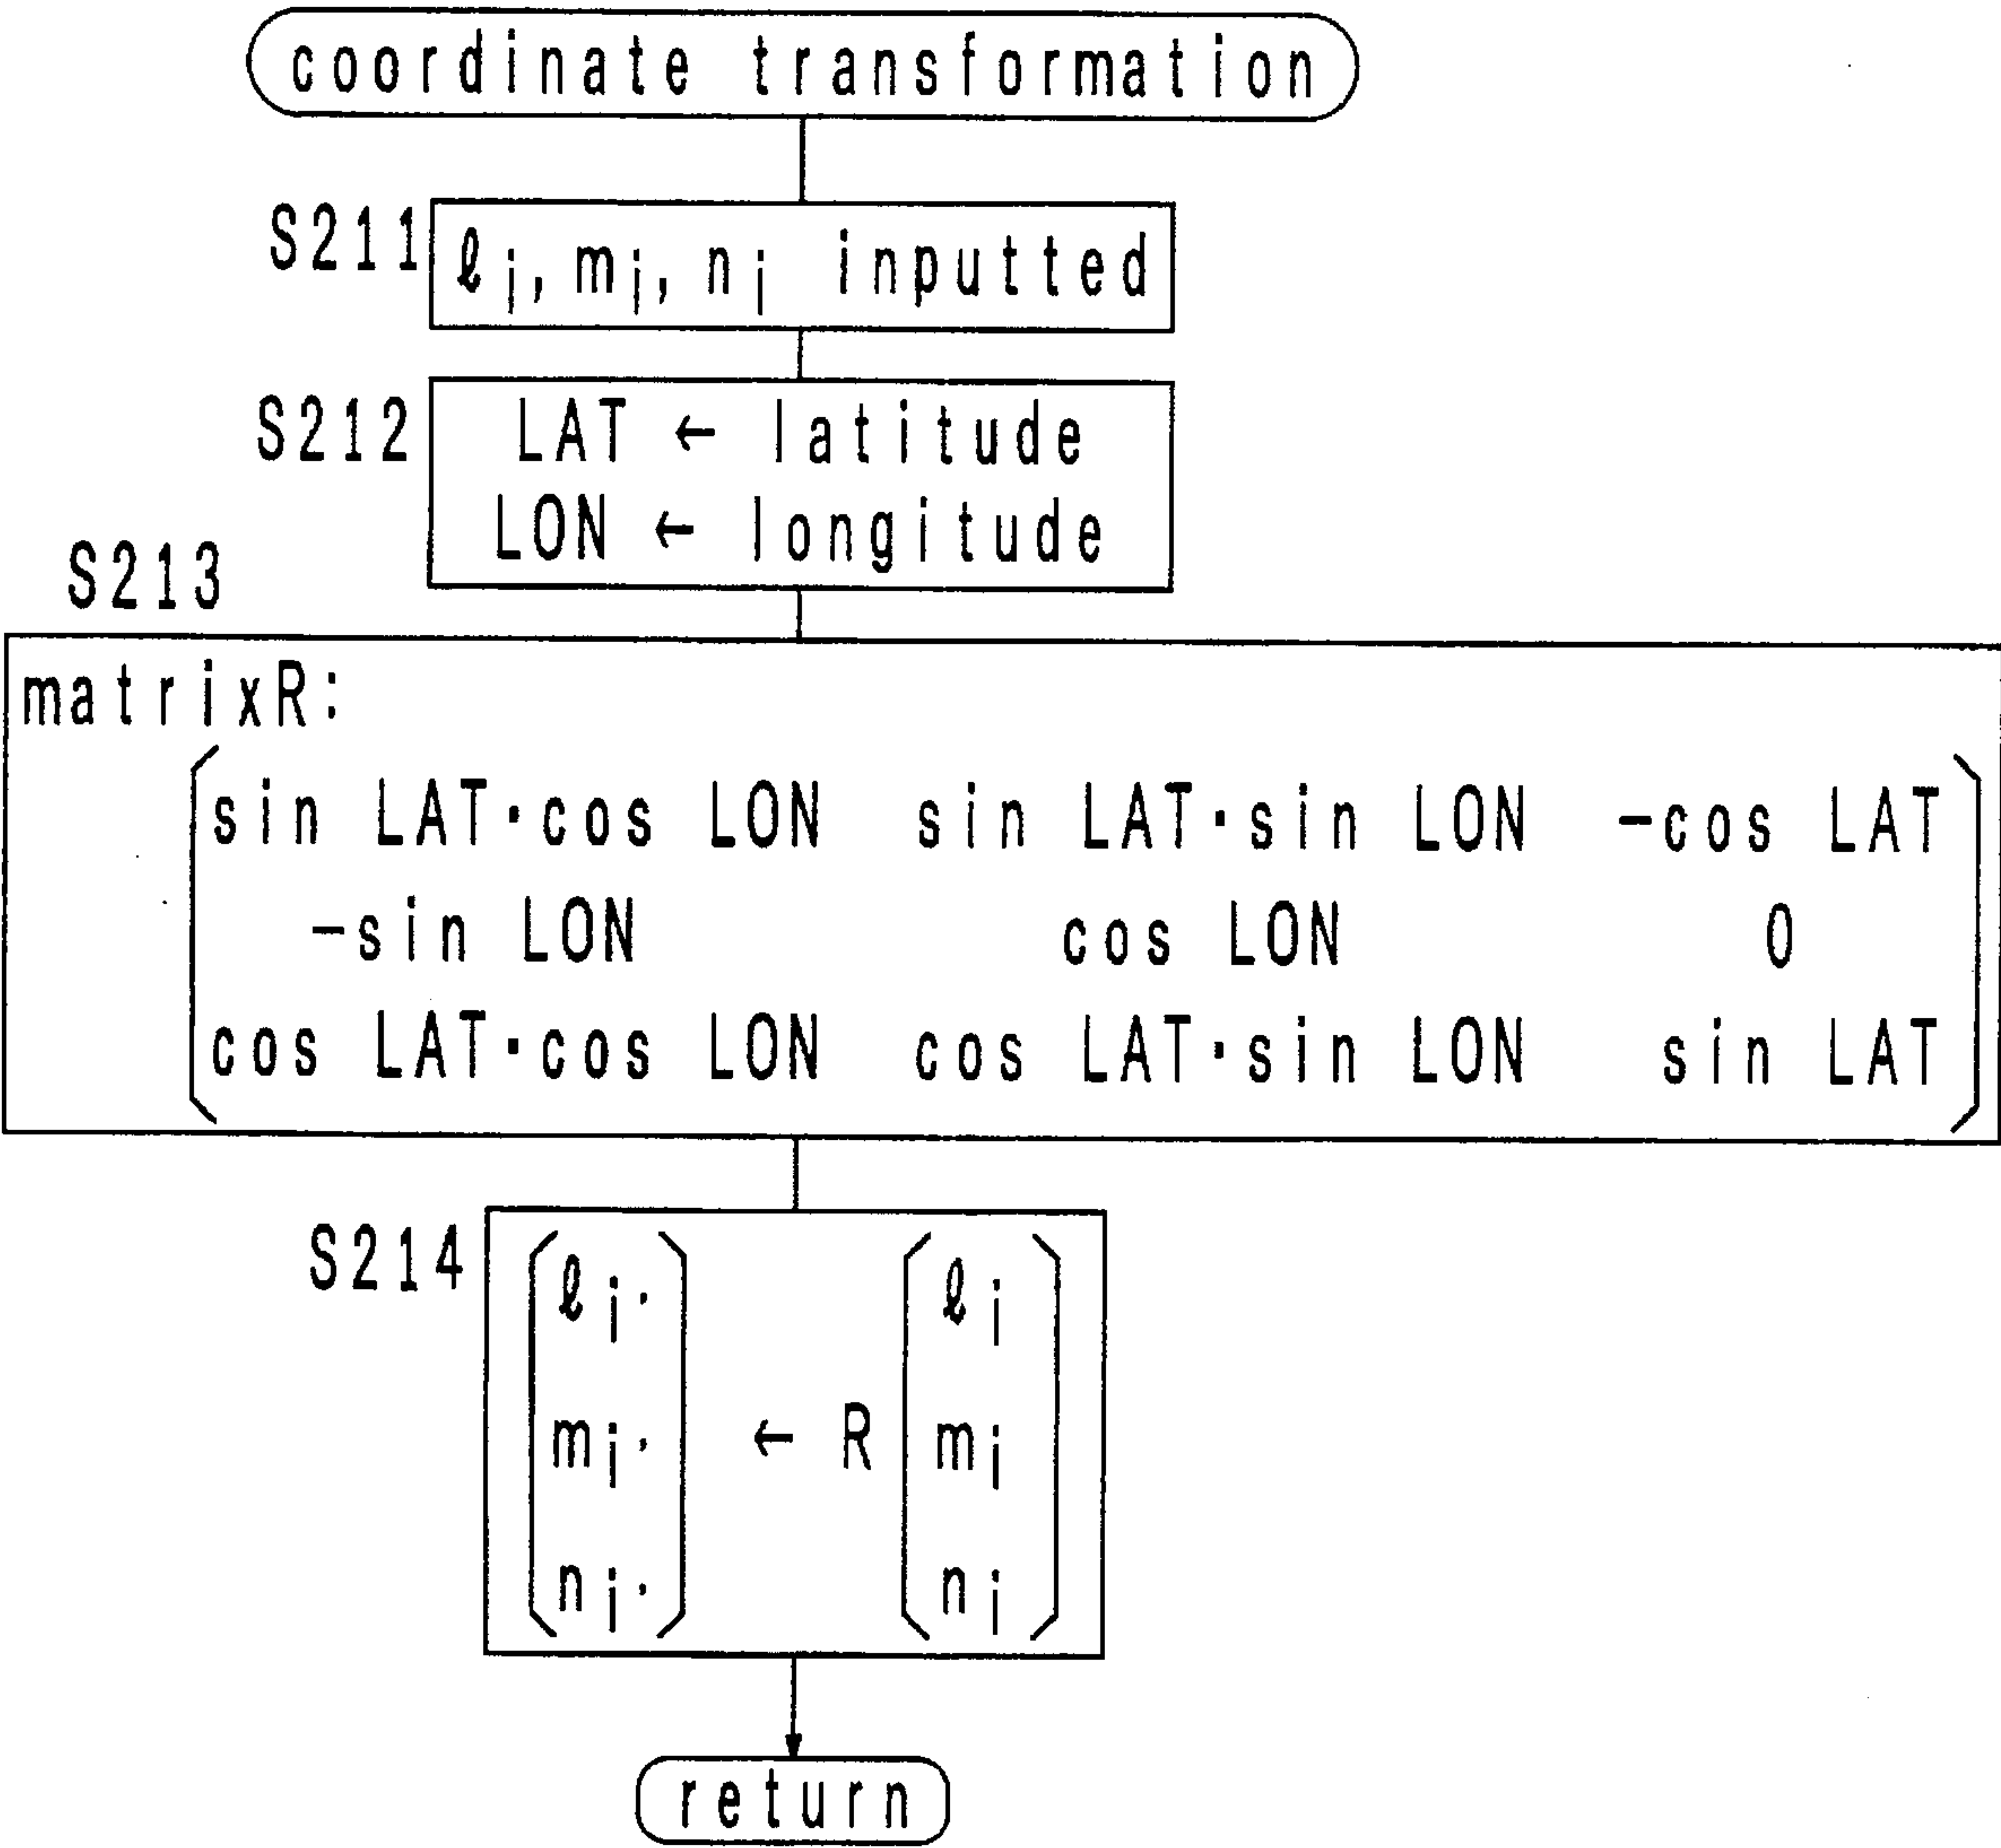 coordinate transformation
S211
ℓi, mi, ni inputted
S212
LAT ← latitude
LON ← longitude
S213
matrixR:
sin LAT·cos LON sin LAT·sin LON -cos LAT
-sin LON cos LON 0
cos LAT·cos LON cos LAT·sin LON sin LAT
S214
ℓi' ℓi
mi' ← R mi
ni' ni
return